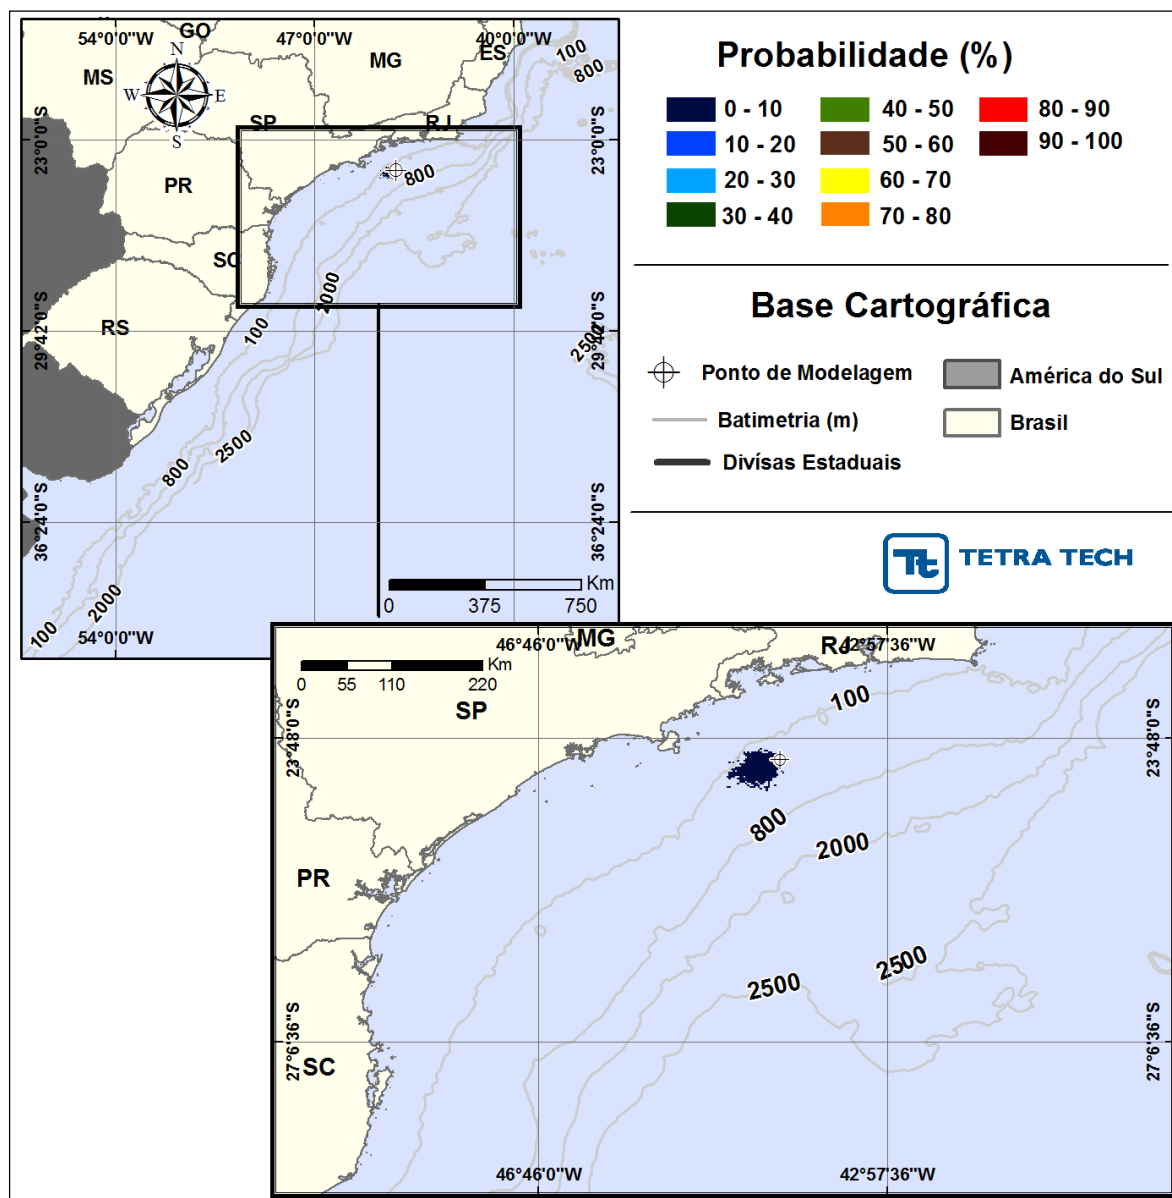 54°0'0"W
47°0'0"W
40°0'0"W
GO
MG
ES
MS
N
W
E
S
100
800
SP
RJ
23°0'0"S
23°0'0"S
PR
800
SC
2000
RS
100
2500
29°42'0"S
29°42'0"S
2500
800
36°24'0"S
36°24'0"S
2000
100
54°0'0"W
Km
0 375 750
Probabilidade (%)
0 - 10
40 - 50
80 - 90
10 - 20
50 - 60
90 - 100
20 - 30
60 - 70
30 - 40
70 - 80
Base Cartográfica
Ponto de Modelagem
América do Sul
Batimetria (m)
Brasil
Divísas Estaduais
Tt TETRA TECH
46°46'0"W
MG
RJ
42°57'36"W
Km
0 55 110 220
SP
100
23°48'0"S
23°48'0"S
800
2000
PR
2500
2500
27°6'36"S
27°6'36"S
SC
46°46'0"W
42°57'36"W